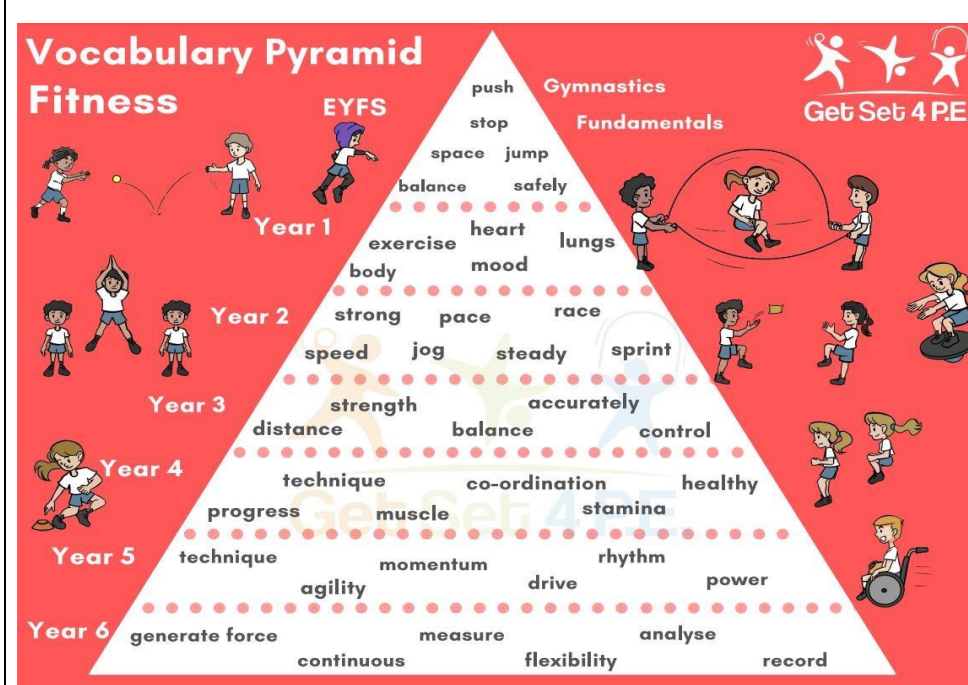 Vocabulary Pyramid
Fitness
EYFS
push
Gymnastics
stop
Fundamentals
space jump
balance safely
Get Set 4 P.E
Year 1
heart
exercise lungs
mood
body
Year 2
strong pace race
speed jog steady sprint
Year 3
strength accurately
distance balance control
Year 4
technique co-ordination healthy
progress muscle stamina
Get Set 4 P.E.
Year 5
technique momentum rhythm
agility drive power
Year 6
generate force measure analyse
continuous flexibility record